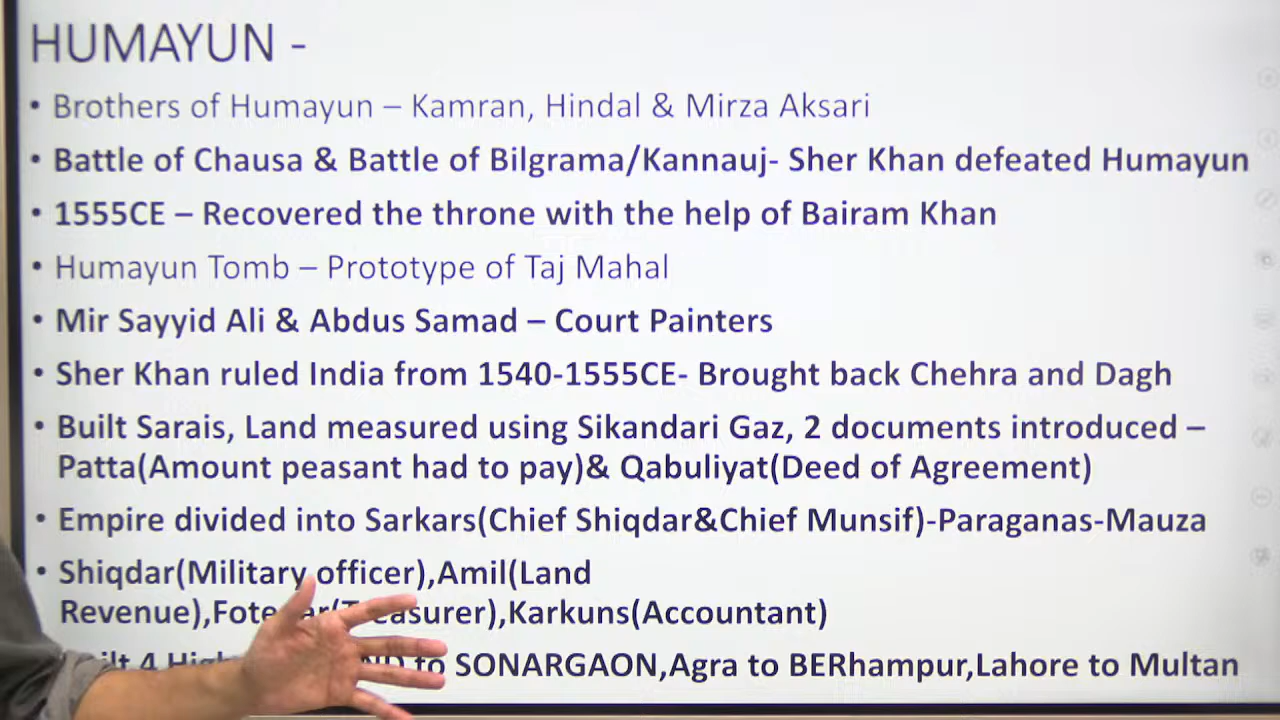 HUMAYUN -
• Brothers of Humayun – Kamran, Hindal & Mirza Aksari
• Battle of Chausa & Battle of Bilgrama/Kannauj- Sher Khan defeated Humayun
• 1555CE – Recovered the throne with the help of Bairam Khan
• Humayun Tomb – Prototype of Taj Mahal
• Mir Sayyid Ali & Abdus Samad – Court Painters
• Sher Khan ruled India from 1540-1555CE- Brought back Chehra and Dagh
• Built Sarais, Land measured using Sikandari Gaz, 2 documents introduced –
Patta(Amount peasant had to pay)& Qabuliyat(Deed of Agreement)
• Empire divided into Sarkars(Chief Shiqdar&Chief Munsif)-Paraganas-Mauza
• Shiqdar(Military officer),Amil(Land
Revenue), Karkuns(Accountant)
4 to SONARGAON,Agra to BERhampur,Lahore to Multan